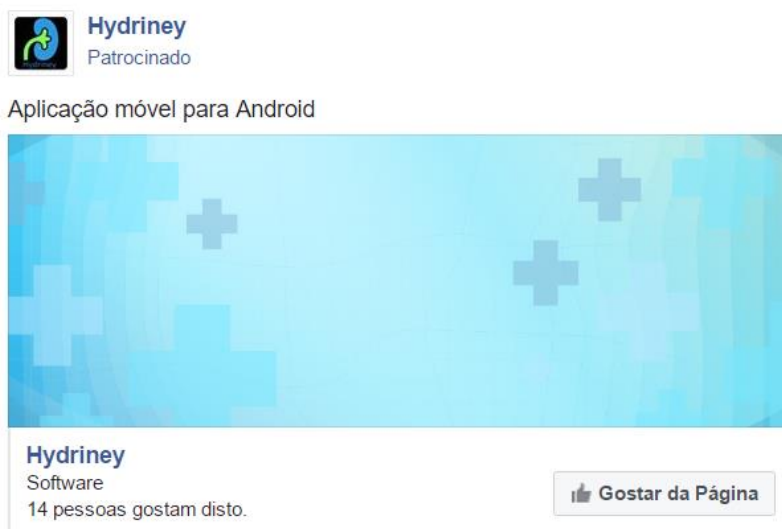 Hydriney
Patrocinado
Aplicação móvel para Android
Hydriney
Software
14 pessoas gostam disto.
Gostar da Página